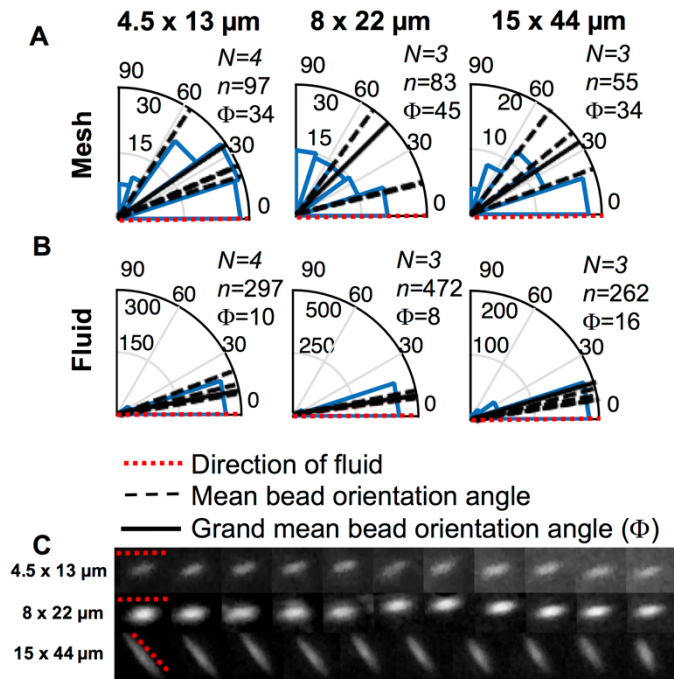 4.5 x 13 µm 8 x 22 µm 15 x 44 µm
A
Mesh
90 60 30 0 30 15 N=4 n=97 Φ=34
90 60 30 0 30 15 N=3 n=83 Φ=45
90 60 30 0 20 10 N=3 n=55 Φ=34
B
Fluid
90 60 30 0 300 150 N=4 n=297 Φ=10
90 60 30 0 500 250 N=3 n=472 Φ=8
90 60 30 0 200 100 N=3 n=262 Φ=16
Direction of fluid
Mean bead orientation angle
Grand mean bead orientation angle (Φ)
C
4.5 x 13 µm
8 x 22 µm
15 x 44 µm